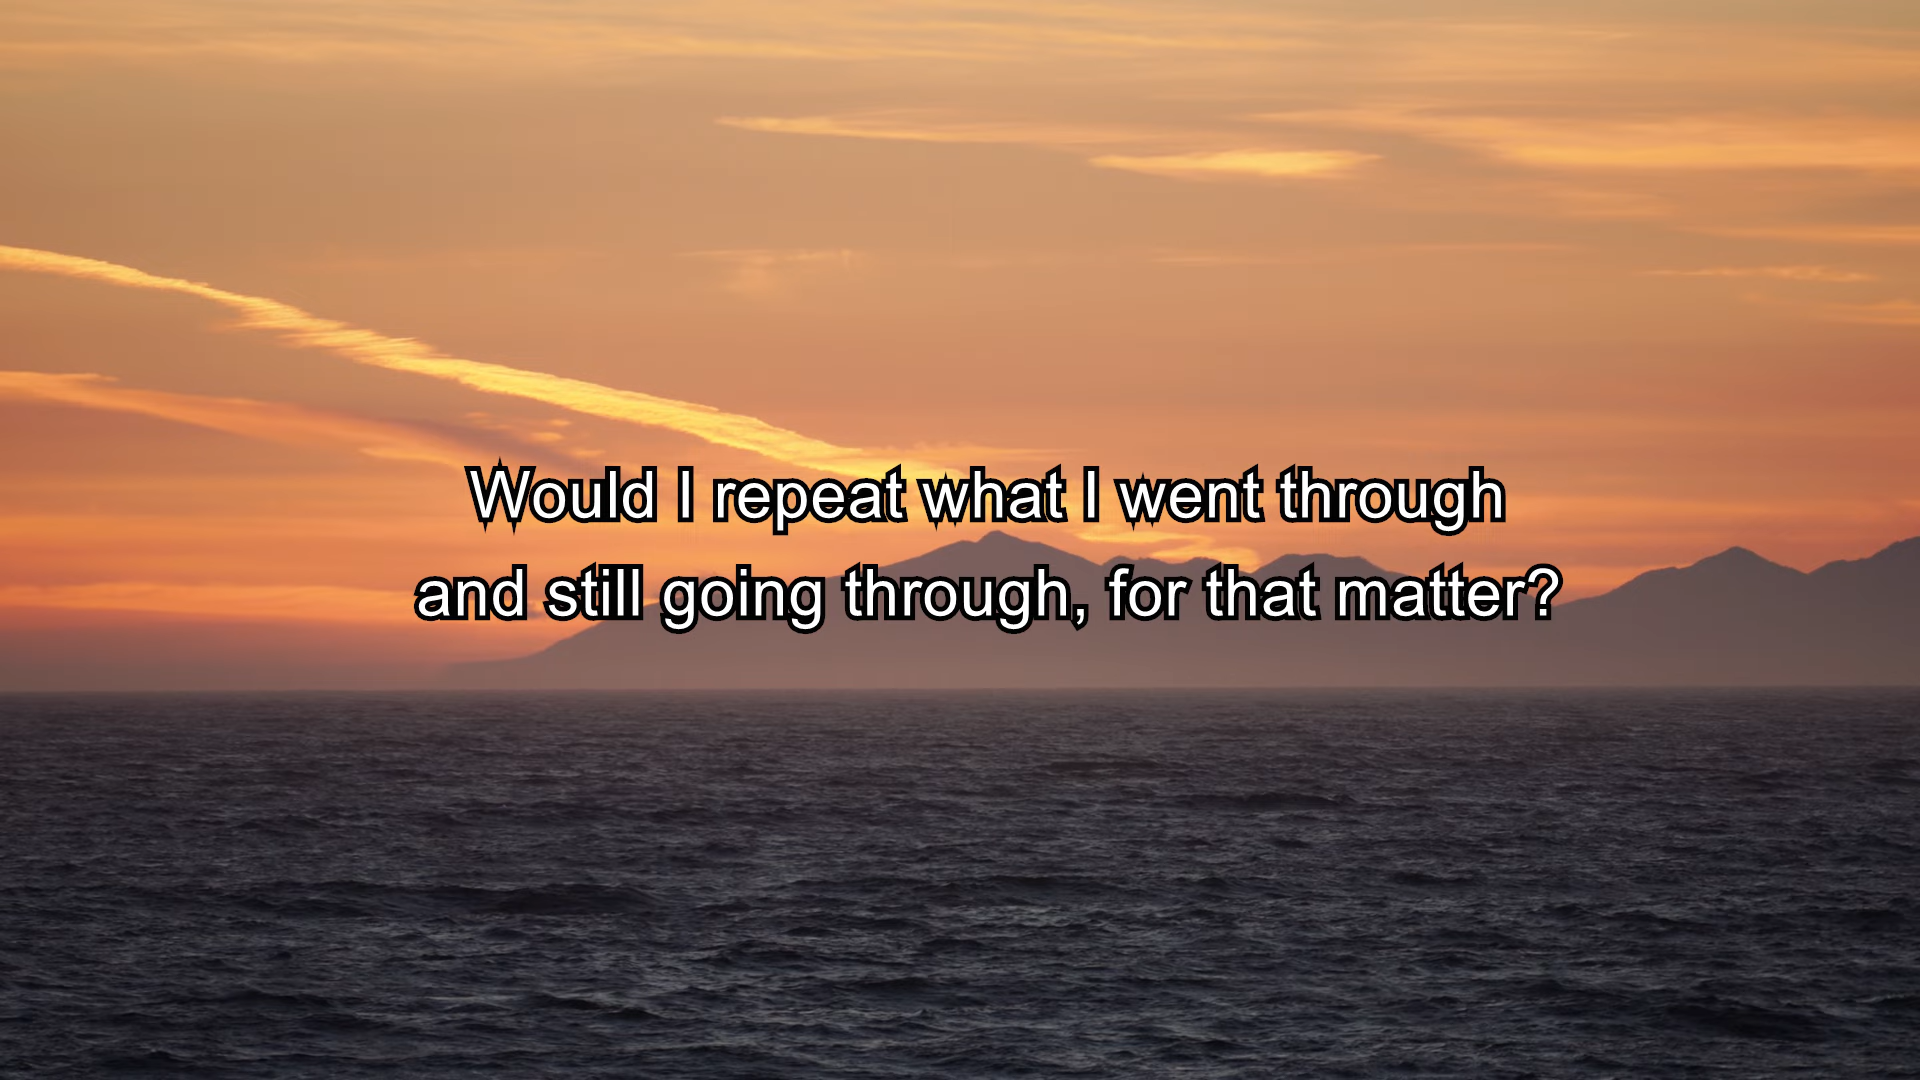 Would I repeat what I went through
and still going through, for that matter?